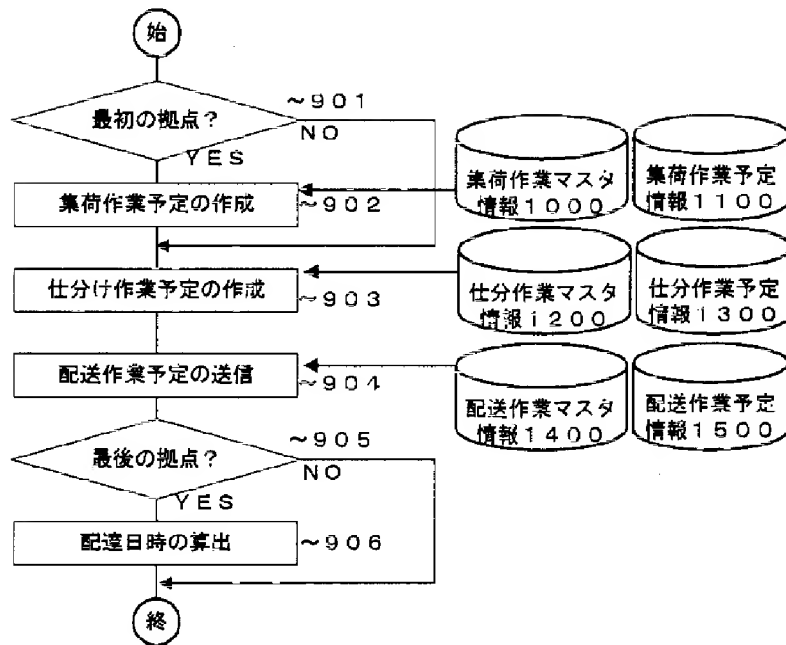 始
最初の拠点？
～９０１
ＮＯ
ＹＥＳ
集荷作業予定の作成
～９０２
集荷作業マスタ
情報１０００
集荷作業予定
情報１１００
仕分け作業予定の作成
～９０３
仕分作業マスタ
情報１２００
仕分作業予定
情報１３００
配送作業予定の送信
～９０４
配送作業マスタ
情報１４００
配送作業予定
情報１５００
最後の拠点？
～９０５
ＮＯ
ＹＥＳ
配達日時の算出
～９０６
終